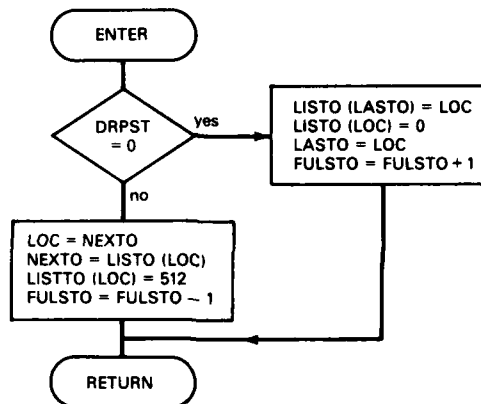 ENTER
DRPST
= 0
yes
LISTO (LASTO) = LOC
LISTO (LOC) = 0
LASTO = LOC
FULSTO = FULSTO + 1
no
LOC = NEXTO
NEXTO = LISTO (LOC)
LISTTO (LOC) = 512
FULSTO = FULSTO – 1
RETURN